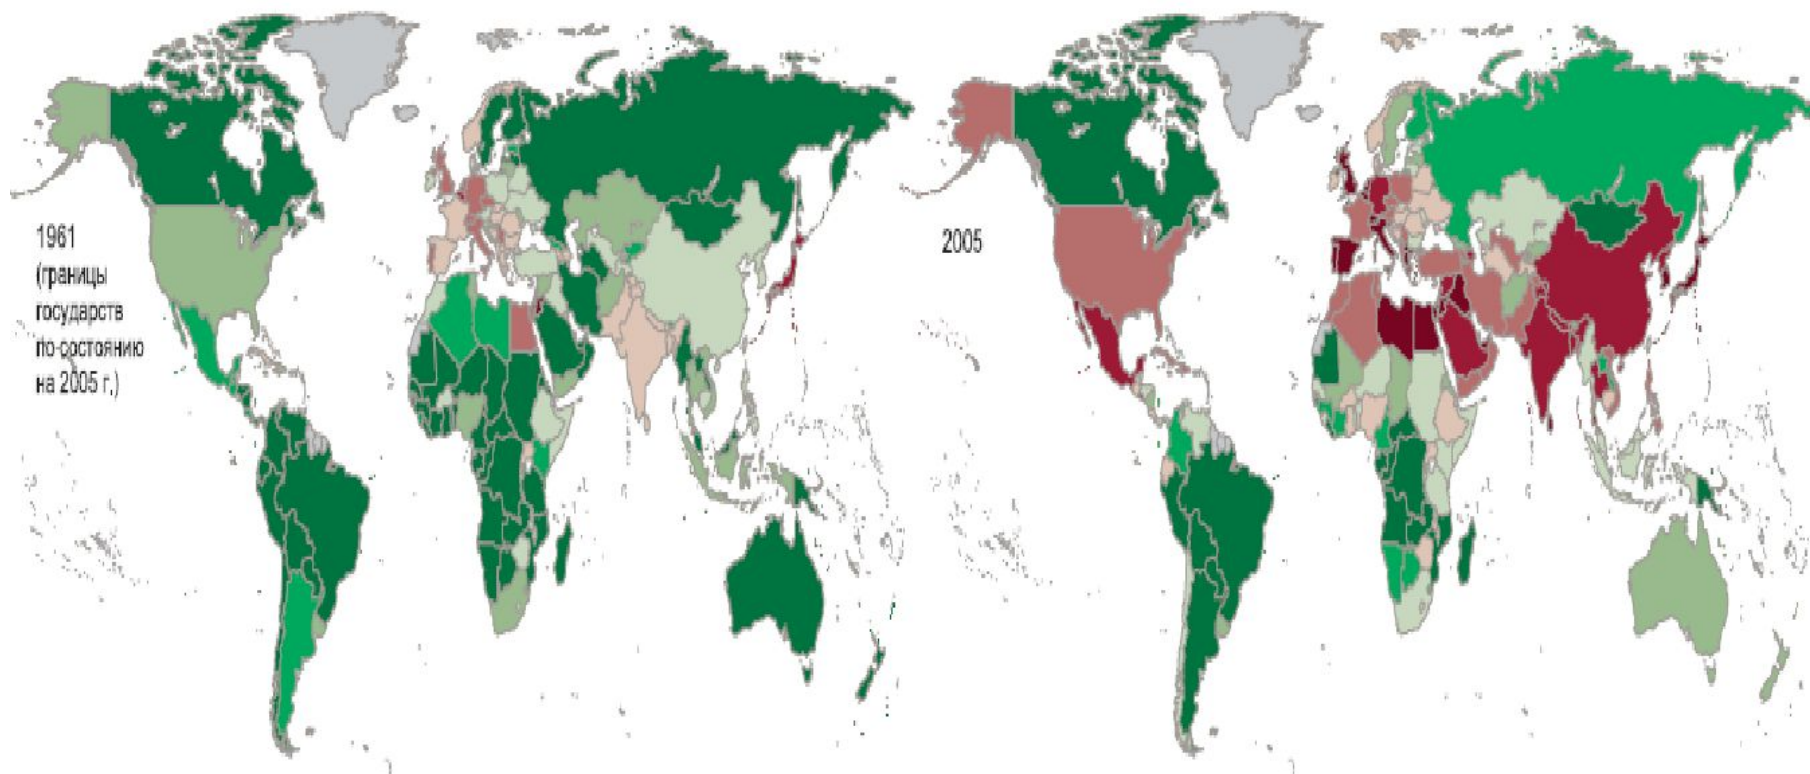 1961
(границы
государств
по состоянию
на 2005 г.)
2005